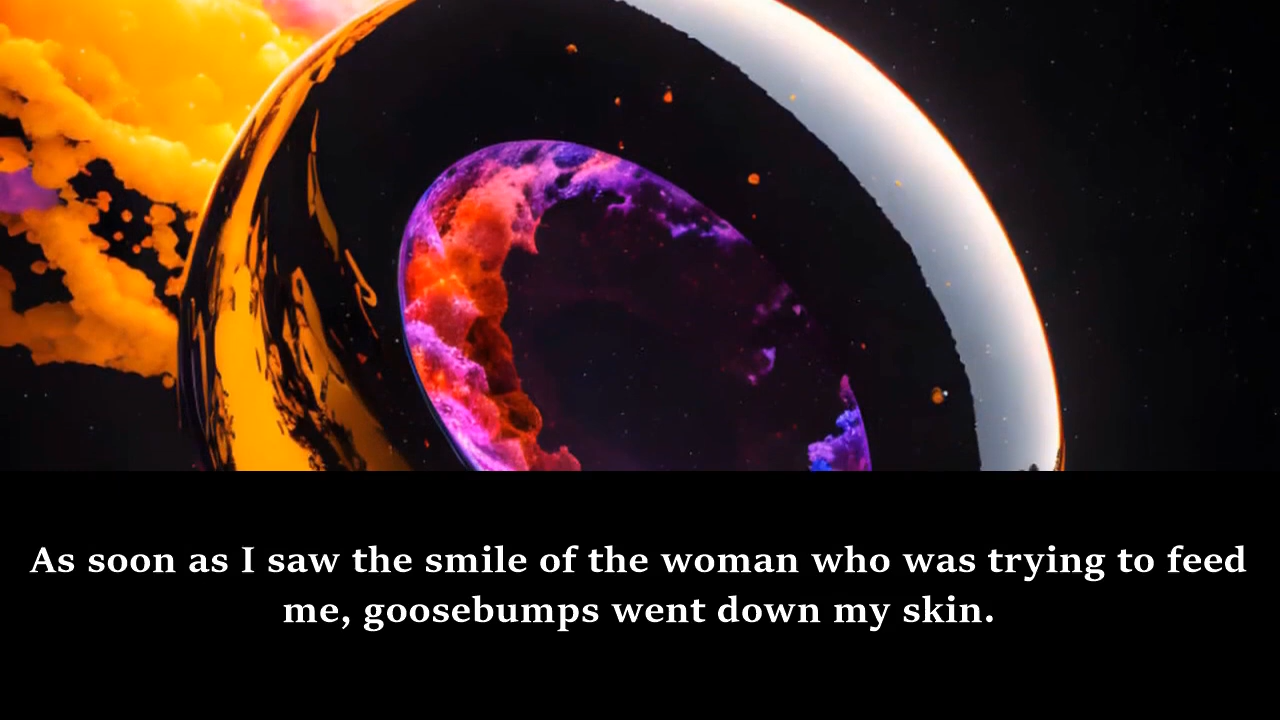 As soon as I saw the smile of the woman who was trying to feed
me, goosebumps went down my skin.